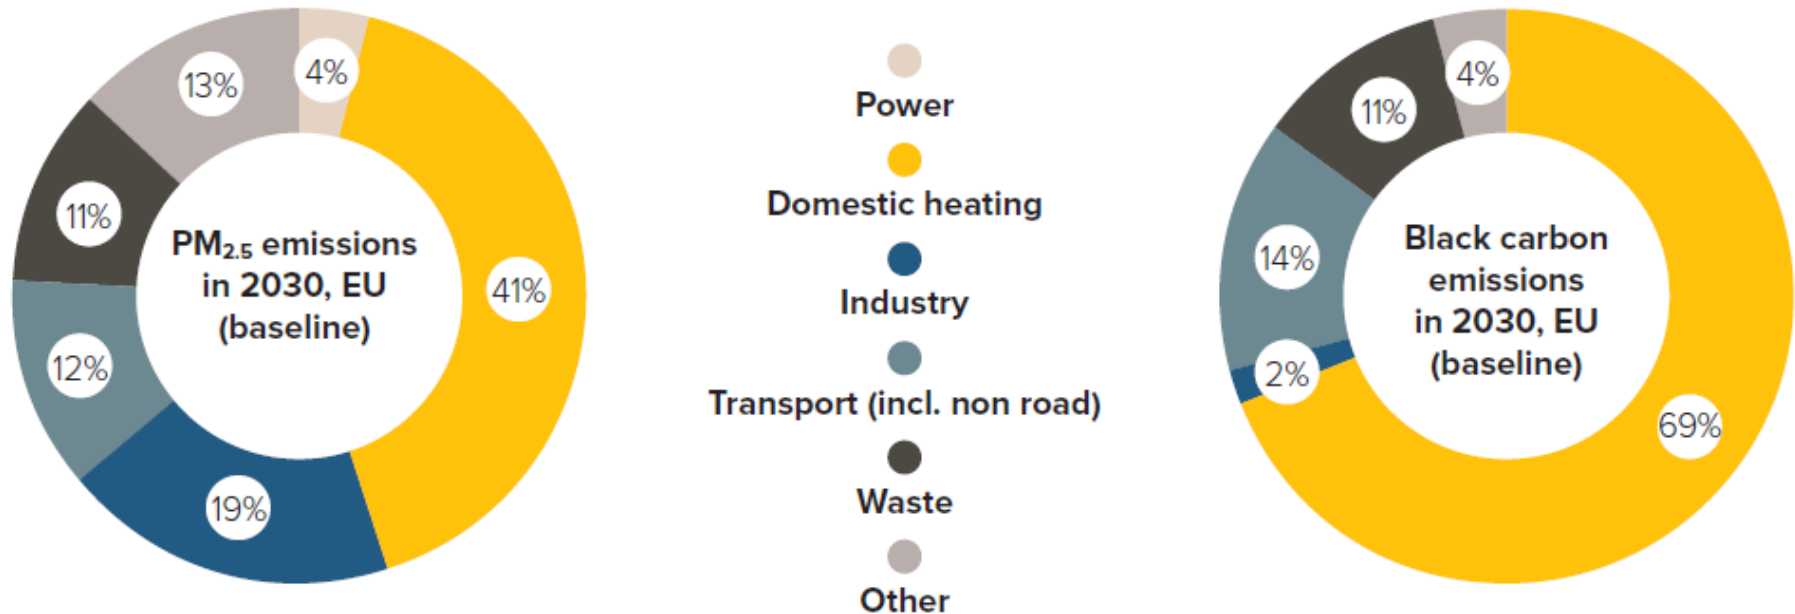 13%
4%
11%
41%
12%
19%
PM₂.₅ emissions
in 2030, EU
(baseline)
Power
Domestic heating
Industry
Transport (incl. non road)
Waste
Other
4%
11%
14%
2%
69%
Black carbon
emissions
in 2030, EU
(baseline)